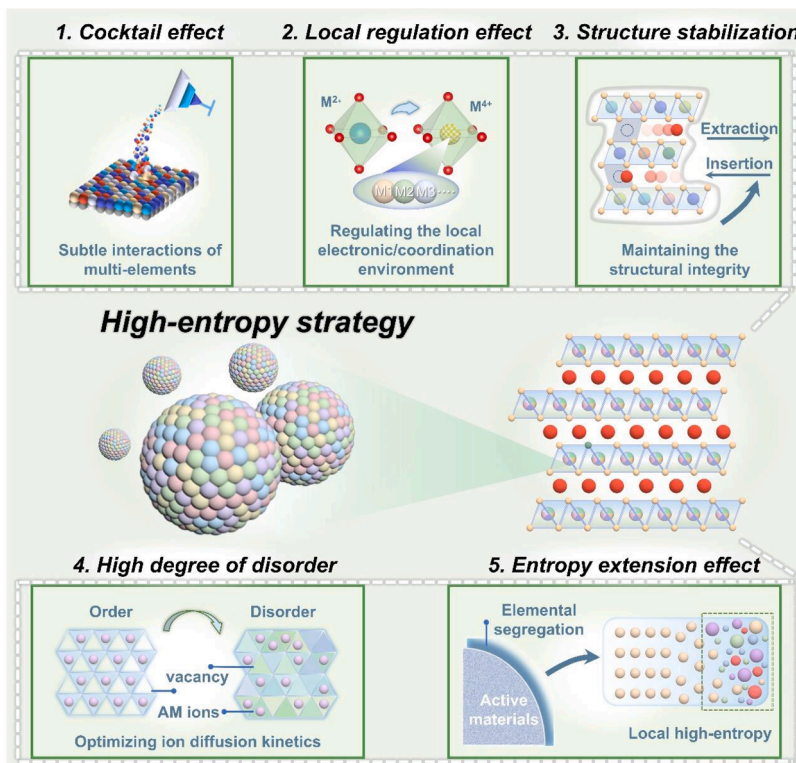 1. Cocktail effect
2. Local regulation effect
3. Structure stabilization
M²⁺
M⁴⁺
M1 M2 M3 ····
Extraction
Insertion
Subtle interactions of
multi-elements
Regulating the local
electronic/coordination
environment
Maintaining the
structural integrity
High-entropy strategy
4. High degree of disorder
5. Entropy extension effect
Order
Disorder
vacancy
AM ions
Optimizing ion diffusion kinetics
Elemental
segregation
Active
materials
Local high-entropy